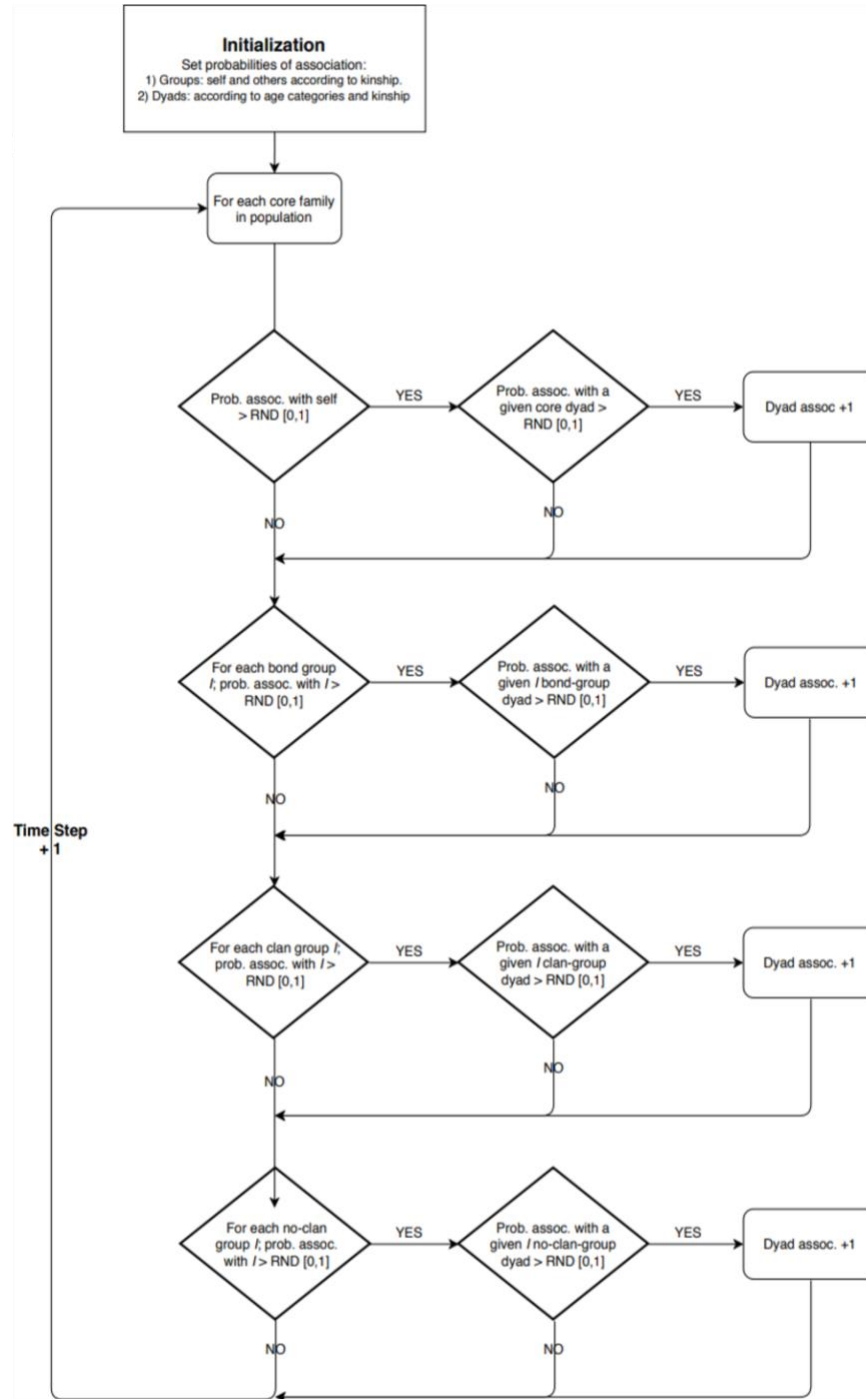 Initialization
Set probabilities of association:
1) Groups: self and others according to kinship.
2) Dyads: according to age categories and kinship
For each core family
in population
Prob. assoc. with self
> RND [0,1]
YES
Prob. assoc. with a
given core dyad >
RND [0,1]
YES
Dyad assoc +1
NO
NO
For each bond group
l; prob. assoc. with l >
RND [0,1]
YES
Prob. assoc. with a
given l bond-group
dyad > RND [0,1]
YES
Dyad assoc. +1
NO
NO
Time Step
+ 1
For each clan group l;
prob. assoc. with l >
RND [0,1]
YES
Prob. assoc. with a
given l clan-group
dyad > RND [0,1]
YES
Dyad assoc. +1
NO
NO
For each no-clan
group l; prob. assoc.
with l > RND [0,1]
YES
Prob. assoc. with a
given l no-clan-group
dyad > RND [0,1]
YES
Dyad assoc. +1
NO
NO